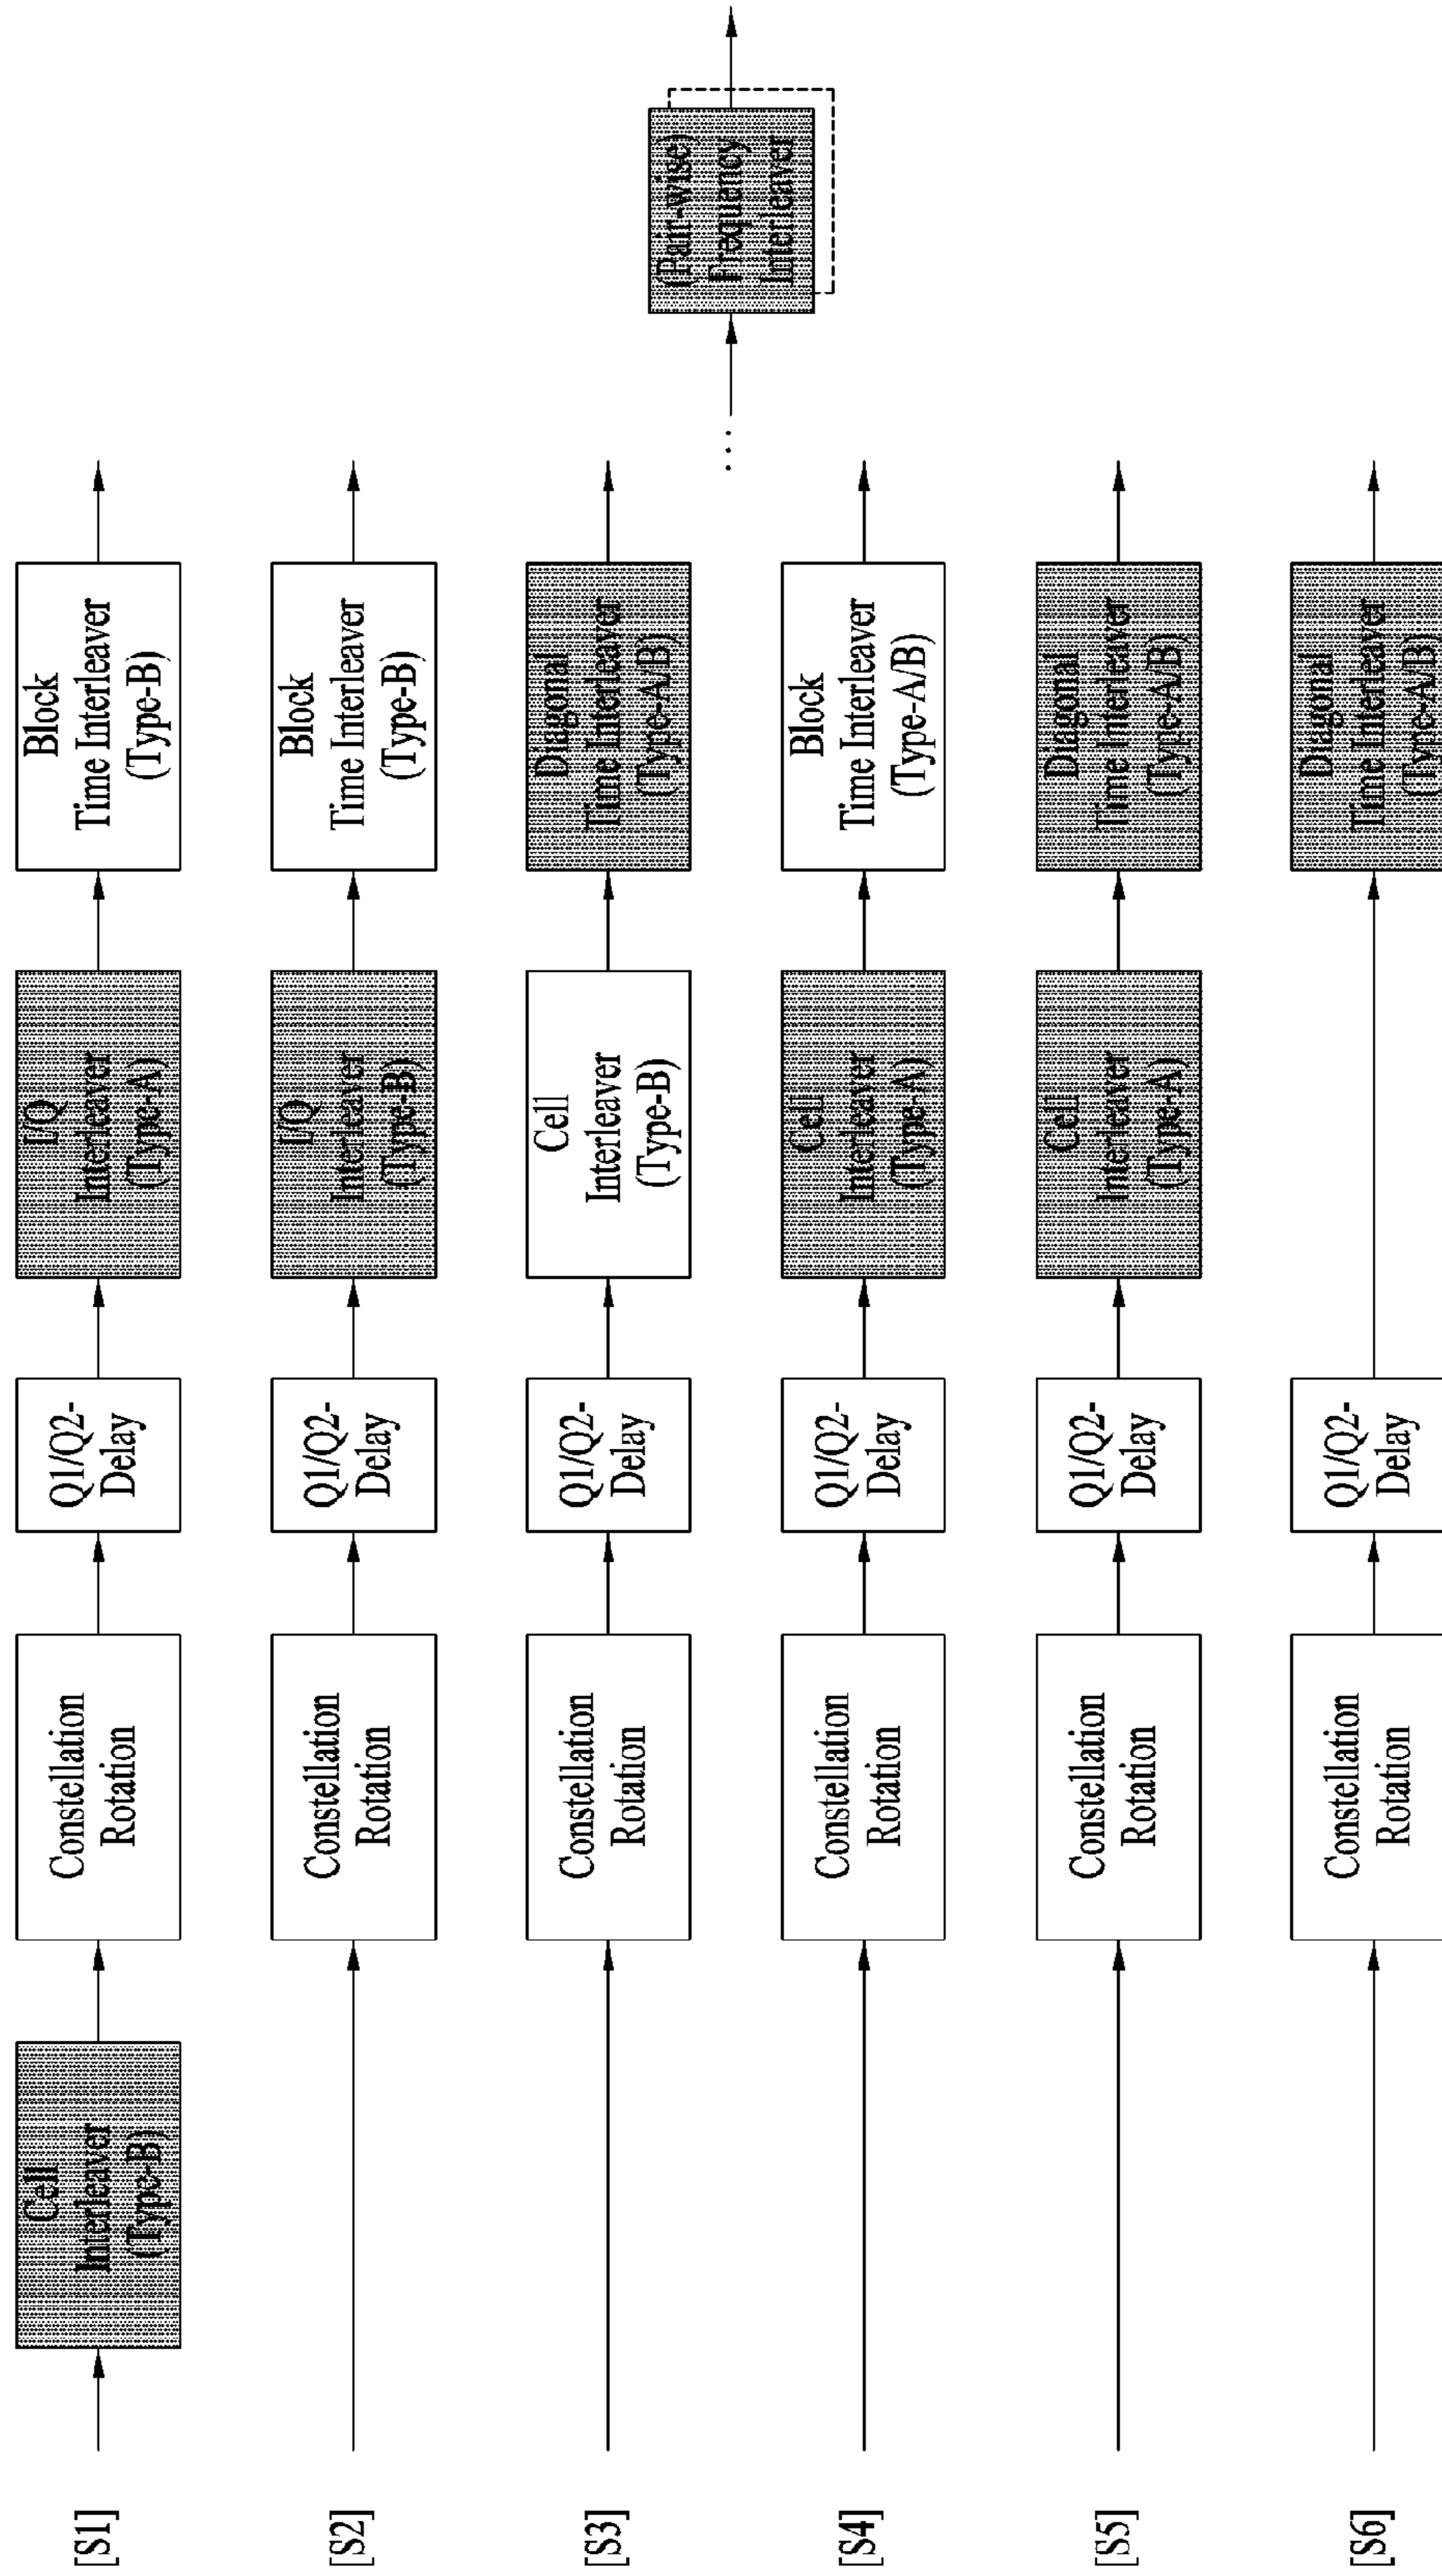 [S1]
Cell
Interleaver
(Type-B)
Constellation
Rotation
Q1/Q2-
Delay
I/Q
Interleaver
(Type-A)
Block
Time Interleaver
(Type-B)
[S2]
Constellation
Rotation
Q1/Q2-
Delay
I/Q
Interleaver
(Type-B)
Block
Time Interleaver
(Type-B)
[S3]
Constellation
Rotation
Q1/Q2-
Delay
Cell
Interleaver
(Type-B)
Diagonal
Time Interleaver
(Type-A/B)
...
(Pair-wise)
Frequency
Interleaver
[S4]
Constellation
Rotation
Q1/Q2-
Delay
Cell
Interleaver
(Type-A)
Block
Time Interleaver
(Type-A/B)
[S5]
Constellation
Rotation
Q1/Q2-
Delay
Cell
Interleaver
(Type-A)
Diagonal
Time Interleaver
(Type-A/B)
[S6]
Constellation
Rotation
Q1/Q2-
Delay
Diagonal
Time Interleaver
(Type-A/B)